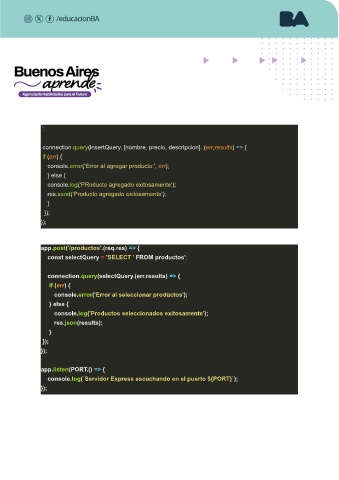 /educacionBA
BA
Buenos Aires
aprende
Agencia de Habilidades para el Futuro
`;
connection.query(insertQuery, [nombre, precio, descripcion], (err,results) => {
if (err) {
console.error('Error al agregar producto:', err);
} else {
console.log('PRoducto agregado exitosamente');
res.send('Producto agregado exitosamente');
}
});
});
app.post('/productos',(req,res) => {
const selectQuery = 'SELECT * FROM productos';
connection.query(selectQuery,(err,results) => {
if (err) {
console.error('Error al seleccionar productos');
} else {
console.log('Productos seleccionados exitosamente');
res.json(results);
}
});
});
app.listen(PORT,() => {
console.log(`Servidor Express escuchando en el puerto ${PORT}`);
});